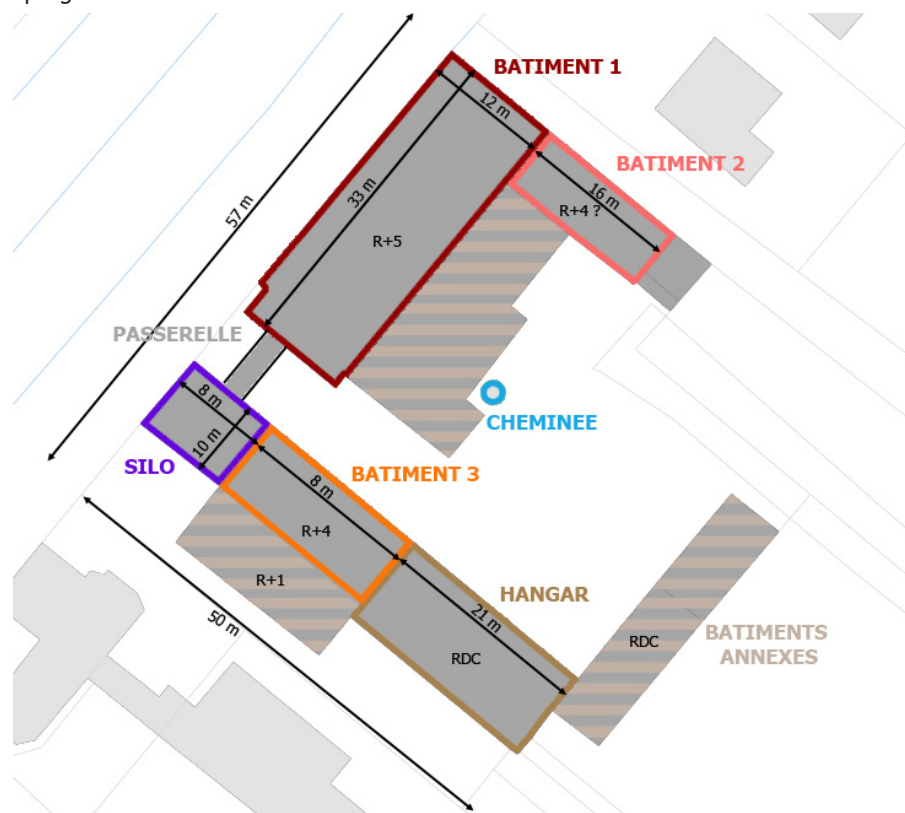 BATIMENT 1
12 m
BATIMENT 2
16 m
R+4 ?
33 m
57 m
R+5
PASSERELLE
8 m
10 m
SILO
CHEMINEE
BATIMENT 3
8 m
R+4
R+1
HANGAR
21 m
RDC
50 m
RDC
BATIMENTS
ANNEXES